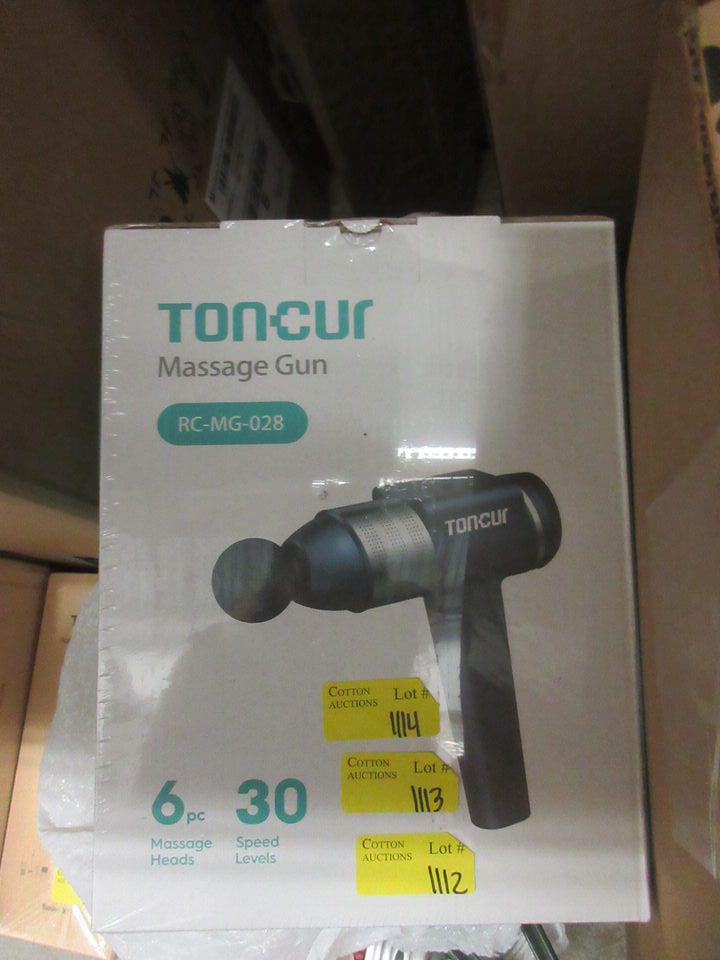 TONCUR
Massage Gun
RC-MG-028
TONCUR
COTTON
AUCTIONS
Lot #
1114
COTTON
AUCTIONS
Lot #
1113
COTTON
AUCTIONS
Lot #
1112
6pc
Massage
Heads
30
Speed
Levels